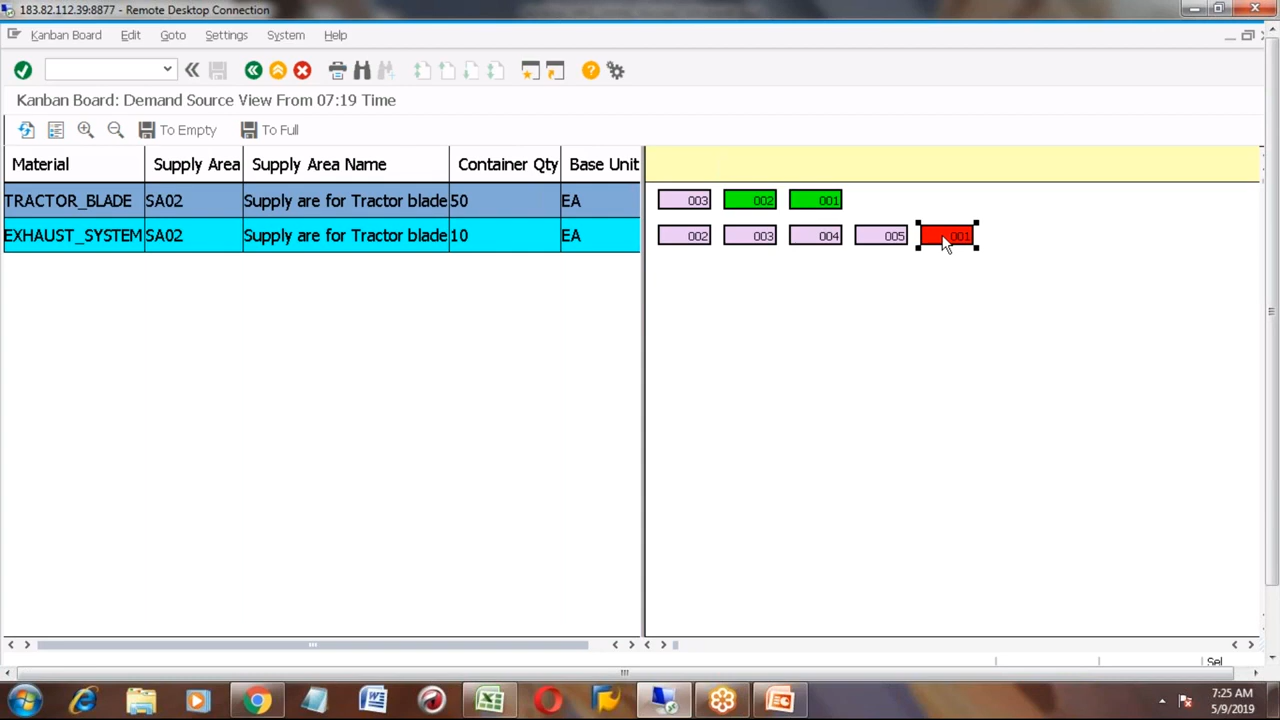 183.82.112.39:8877 - Remote Desktop Connection
Kanban Board Edit Goto Settings System Help
Kanban Board: Demand Source View From 07:19 Time
To Empty To Full
Material Supply Area Supply Area Name Container Qty Base Unit
TRACTOR_BLADE SA02 Supply are for Tractor blade 50 EA 003 002 001
EXHAUST_SYSTEM SA02 Supply are for Tractor blade 10 EA 002 003 004 005 001
Sel
7:25 AM
5/9/2019